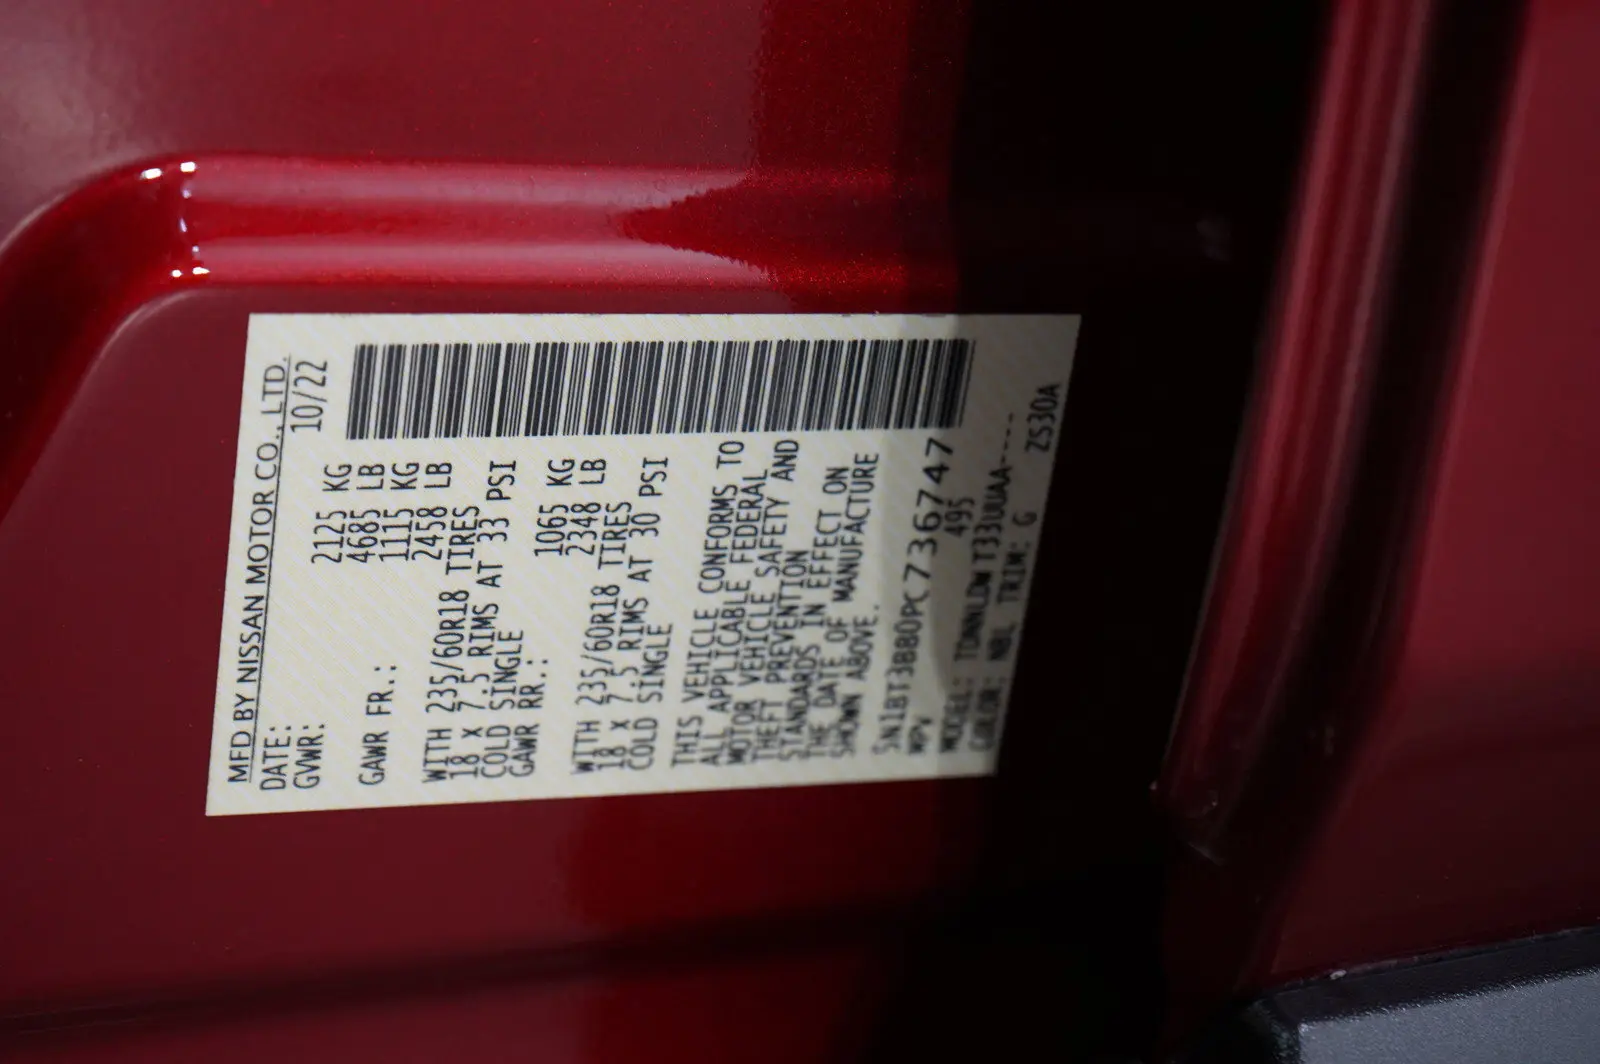 MFD BY NISSAN MOTOR CO., LTD.
DATE: 10/22
GVWR: 2125 KG
4685 LB
GAWR FR.: 1115 KG
2458 LB
WITH 235/60R18 TIRES
18 X 7.5 RIMS AT 33 PSI
COLD SINGLE
GAWR RR.: 1065 KG
2348 LB
WITH 235/60R18 TIRES
18 X 7.5 RIMS AT 30 PSI
COLD SINGLE
THIS VEHICLE CONFORMS TO
ALL APPLICABLE FEDERAL
MOTOR VEHICLE SAFETY AND
THEFT PREVENTION
STANDARDS IN EFFECT ON
THE DATE OF MANUFACTURE
SHOWN ABOVE.
5N1BT3BB0PC736747
MPV 495
MODEL: TDNNLDWT33UUAA-----
COLOR: NBL TRIM: G ZS30A